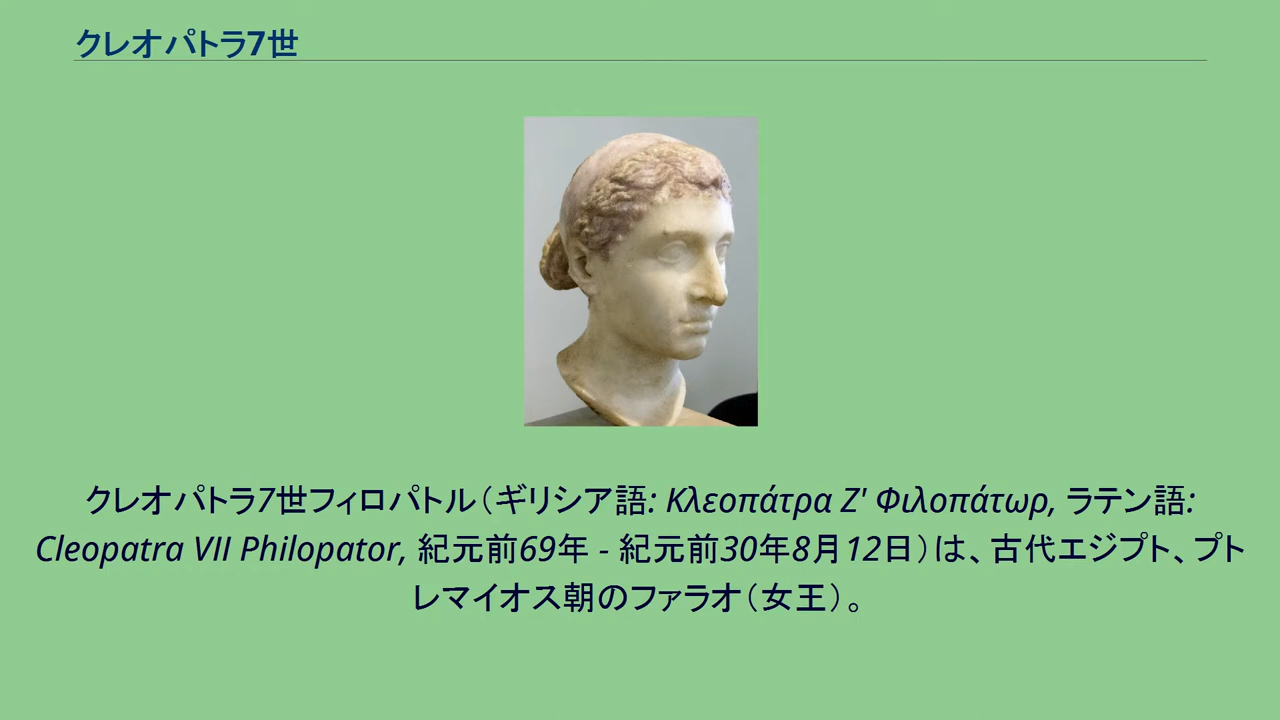 クレオパトラ7世
クレオパトラ7世フィロパトル（ギリシア語: Κλεοπάτρα Ζ' Φιλοπάτωρ, ラテン語:
Cleopatra VII Philopator, 紀元前69年 - 紀元前30年8月12日）は、古代エジプト、プト
レマイオス朝のファラオ（女王）。